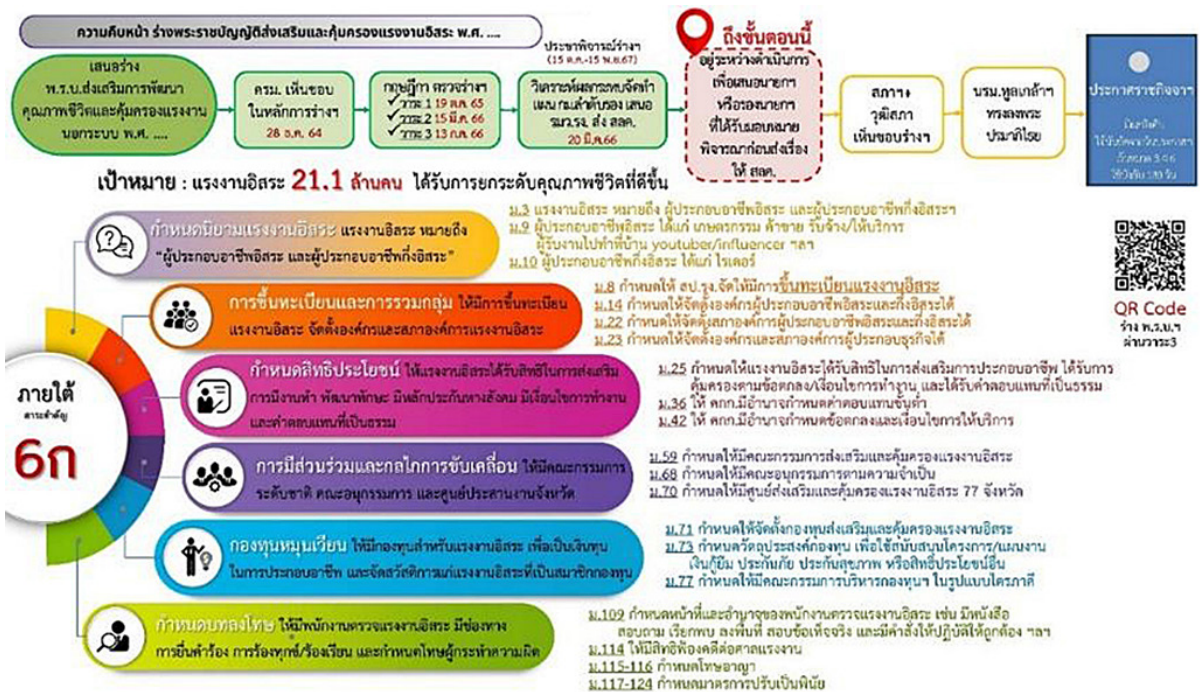 ความคืบหน้า ร่างพระราชบัญญัติส่งเสริมและคุ้มครองแรงงานอิสระ พ.ศ. ....
เสนอร่าง
พ.ร.บ.ส่งเสริมการพัฒนา
คุณภาพชีวิตและคุ้มครองแรงงาน
นอกระบบ พ.ศ. ....
ครม. เห็นชอบ
ในหลักการร่างฯ
28 ธ.ค. 64
กฤษฎีกา ตรวจร่างฯ
✓ วาระ 1 19 ต.ค. 65
✓ วาระ 2 15 มี.ค. 66
✓ วาระ 3 13 ก.ค. 66
ประชาพิจารณ์ร่างฯ
(15 ต.ค.-15 พ.ย.67)
วิเคราะห์ผลกระทบจัดทำ
แผน กม.ลำดับรอง เสนอ
รมว.รง. ส่ง สลค.
20 มิ.ค.66
ถึงขั้นตอนนี้
อยู่ระหว่างดำเนินการ
เพื่อเสนอนายกฯ
หรือรองนายกฯ
ที่ได้รับมอบหมาย
พิจารณาก่อนส่งเรื่อง
ให้ สลค.
สภาฯ+
วุฒิสภา
เห็นชอบร่างฯ
นรม.ทูลเกล้าฯ
ทรงลงพระ
ปรมาภิไธย
ประกาศราชกิจจาฯ
เป้าหมาย : แรงงานอิสระ 21.1 ล้านคน ได้รับการยกระดับคุณภาพชีวิตที่ดีขึ้น
ภายใต้
สาระสำคัญ
6ก
กำหนดนิยามแรงงานอิสระ แรงงานอิสระ หมายถึง
“ผู้ประกอบอาชีพอิสระ และผู้ประกอบอาชีพกึ่งอิสระ”
ม.3 แรงงานอิสระ หมายถึง ผู้ประกอบอาชีพอิสระ และผู้ประกอบอาชีพกึ่งอิสระฯ
ม.9 ผู้ประกอบอาชีพอิสระ ได้แก่ เกษตรกรรม ค้าขาย รับจ้าง/ให้บริการ
ผู้รับงานไปทำที่บ้าน youtuber/influencer ฯลฯ
ม.10 ผู้ประกอบอาชีพกึ่งอิสระ ได้แก่ ไรเดอร์
การขึ้นทะเบียนและการรวมกลุ่ม ให้มีการขึ้นทะเบียน
แรงงานอิสระ จัดตั้งองค์กรและสภาองค์การแรงงานอิสระ
ม.8 กำหนดให้ สป.รง.จัดให้มีการขึ้นทะเบียนแรงงานอิสระ
ม.14 กำหนดให้จัดตั้งองค์กรผู้ประกอบอาชีพอิสระและกึ่งอิสระได้
ม.22 กำหนดให้จัดตั้งสภาองค์การผู้ประกอบอาชีพอิสระและกึ่งอิสระได้
ม.23 กำหนดให้จัดตั้งองค์กรและสภาองค์การผู้ประกอบธุรกิจได้
QR Code
ร่าง พ.ร.บ.ฯ
ผ่านวาระ3
กำหนดสิทธิประโยชน์ ให้แรงงานอิสระได้รับสิทธิในการส่งเสริม
การมีงานทำ พัฒนาทักษะ มีหลักประกันทางสังคม มีเงื่อนไขการทำงาน
และค่าตอบแทนที่เป็นธรรม
ม.25 กำหนดให้แรงงานอิสระได้รับสิทธิในการส่งเสริมการประกอบอาชีพ ได้รับการ
คุ้มครองตามข้อตกลง/เงื่อนไขการทำงาน และได้รับค่าตอบแทนที่เป็นธรรม
ม.36 ให้ คกก.มีอำนาจกำหนดค่าตอบแทนขั้นต่ำ
ม.42 ให้ คกก.มีอำนาจกำหนดข้อตกลงและเงื่อนไขการให้บริการ
การมีส่วนร่วมและกลไกการขับเคลื่อน ให้มีคณะกรรมการ
ระดับชาติ คณะอนุกรรมการ และศูนย์ประสานงานจังหวัด
ม.59 กำหนดให้มีคณะกรรมการส่งเสริมและคุ้มครองแรงงานอิสระ
ม.68 กำหนดให้มีคณะอนุกรรมการตามความจำเป็น
ม.70 กำหนดให้มีศูนย์ส่งเสริมและคุ้มครองแรงงานอิสระ 77 จังหวัด
กองทุนหมุนเวียน ให้มีกองทุนสำหรับแรงงานอิสระ เพื่อเป็นเงินทุน
ในการประกอบอาชีพ และจัดสวัสดิการแก่แรงงานอิสระที่เป็นสมาชิกกองทุน
ม.71 กำหนดให้จัดตั้งกองทุนส่งเสริมและคุ้มครองแรงงานอิสระ
ม.73 กำหนดวัตถุประสงค์กองทุน เพื่อใช้สนับสนุนโครงการ/แผนงาน
เงินกู้ยืม ประกันภัย ประกันสุขภาพ หรือสิทธิประโยชน์อื่น
ม.77 กำหนดให้มีคณะกรรมการบริหารกองทุนฯ ในรูปแบบไตรภาคี
กำหนดบทลงโทษ ให้มีพนักงานตรวจแรงงานอิสระ มีช่องทาง
การยื่นคำร้อง การร้องทุกข์/ร้องเรียน และกำหนดโทษผู้กระทำความผิด
ม.109 กำหนดหน้าที่และอำนาจของพนักงานตรวจแรงงานอิสระ เช่น มีหนังสือ
สอบถาม เรียกพบ ลงพื้นที่ สอบข้อเท็จจริง และมีคำสั่งให้ปฏิบัติให้ถูกต้อง ฯลฯ
ม.114 ให้มีสิทธิฟ้องคดีต่อศาลแรงงาน
ม.115-116 กำหนดโทษอาญา
ม.117-124 กำหนดมาตรการปรับเป็นพินัย